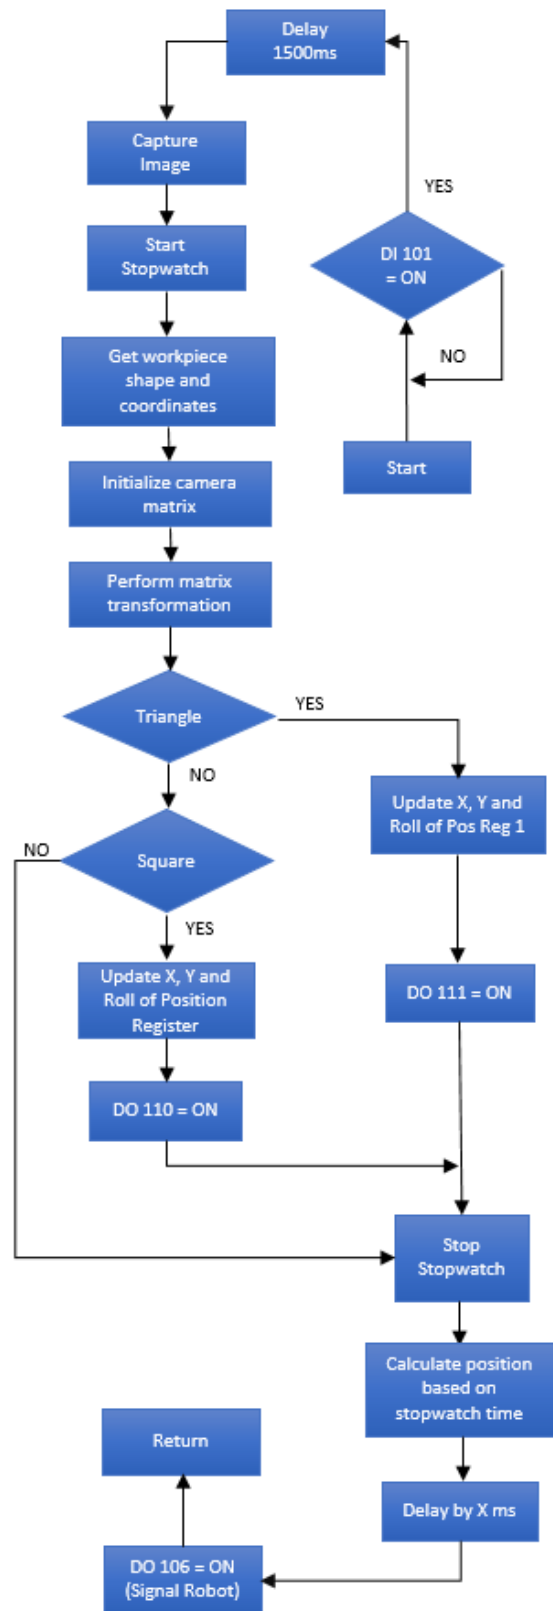 Delay
1500ms
Capture
Image
YES
Start
Stopwatch
DI 101
= ON
Get workpiece
shape and
coordinates
NO
Start
Initialize camera
matrix
Perform matrix
transformation
Triangle
YES
NO
Update X, Y and
Roll of Pos Reg 1
NO
Square
YES
Update X, Y and
Roll of Position
Register
DO 111 = ON
DO 110 = ON
Stop
Stopwatch
Calculate position
based on
stopwatch time
Return
Delay by X ms
DO 106 = ON
(Signal Robot)